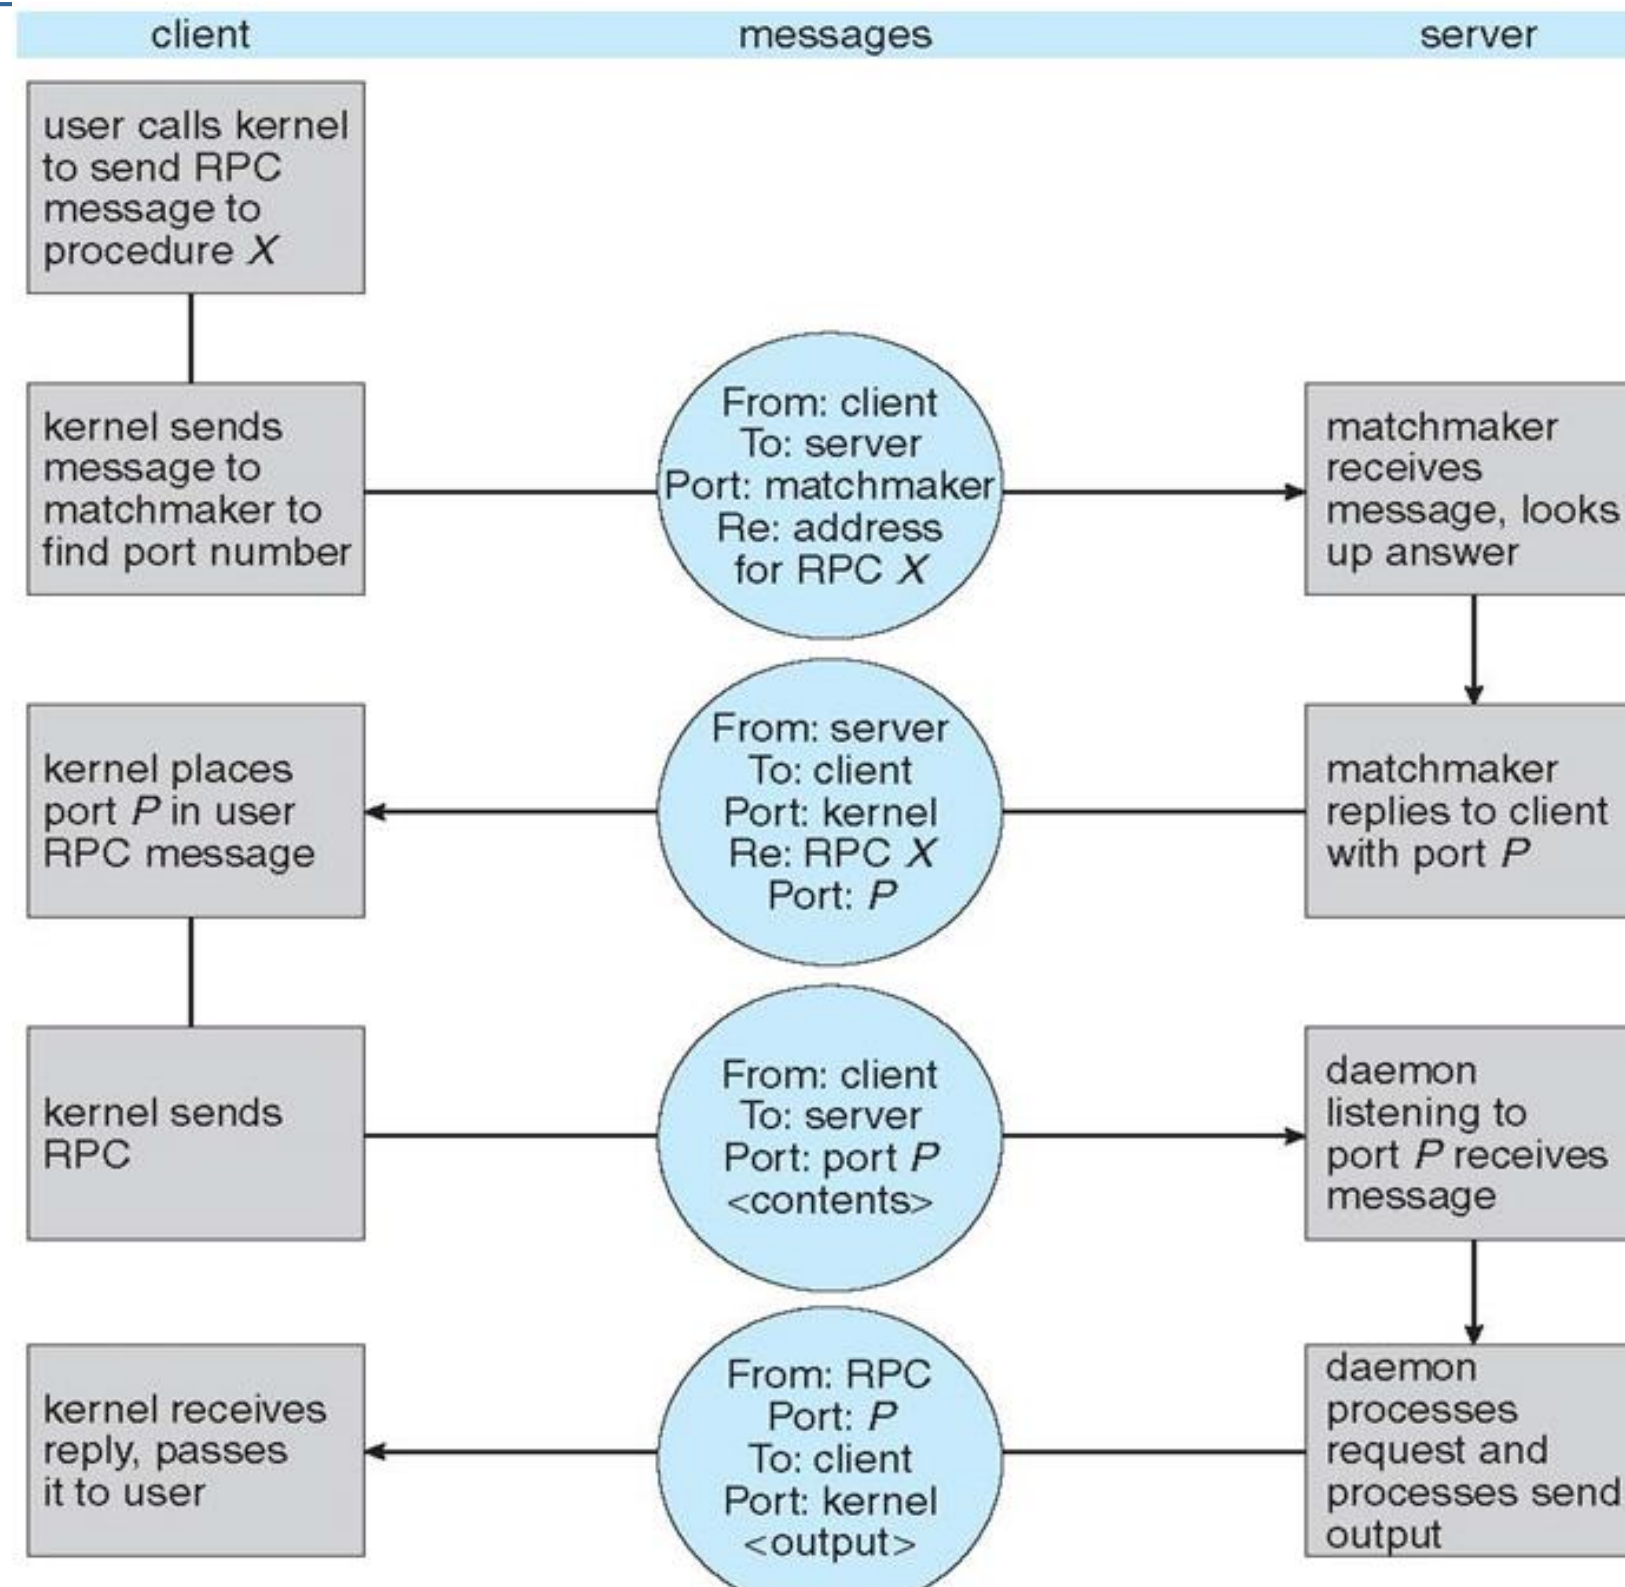 client
messages
server
user calls kernel
to send RPC
message to
procedure X
kernel sends
message to
matchmaker to
find port number
From: client
To: server
Port: matchmaker
Re: address
for RPC X
matchmaker
receives
message, looks
up answer
kernel places
port P in user
RPC message
From: server
To: client
Port: kernel
Re: RPC X
Port: P
matchmaker
replies to client
with port P
kernel sends
RPC
From: client
To: server
Port: port P
<contents>
daemon
listening to
port P receives
message
kernel receives
reply, passes
it to user
From: RPC
Port: P
To: client
Port: kernel
<output>
daemon
processes
request and
processes send
output